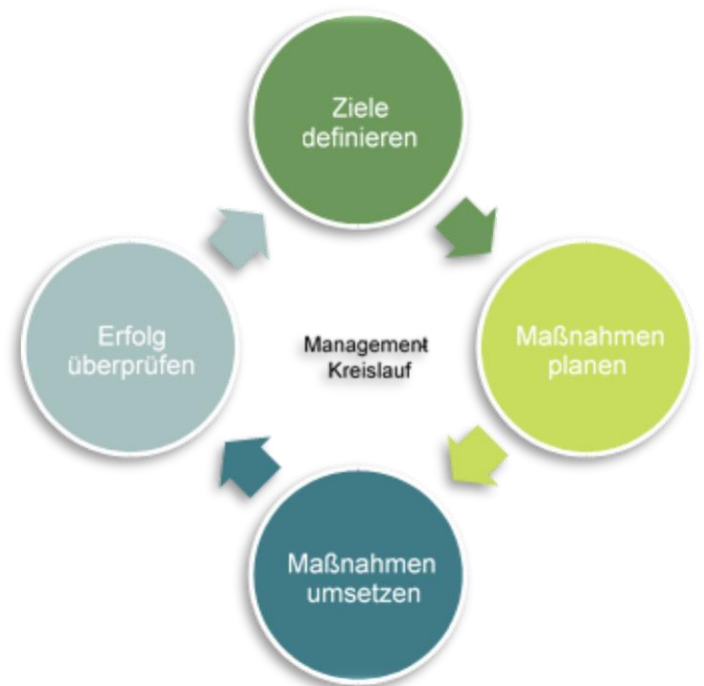 Ziele
definieren
Maßnahmen
planen
Maßnahmen
umsetzen
Erfolg
überprüfen
Management
Kreislauf